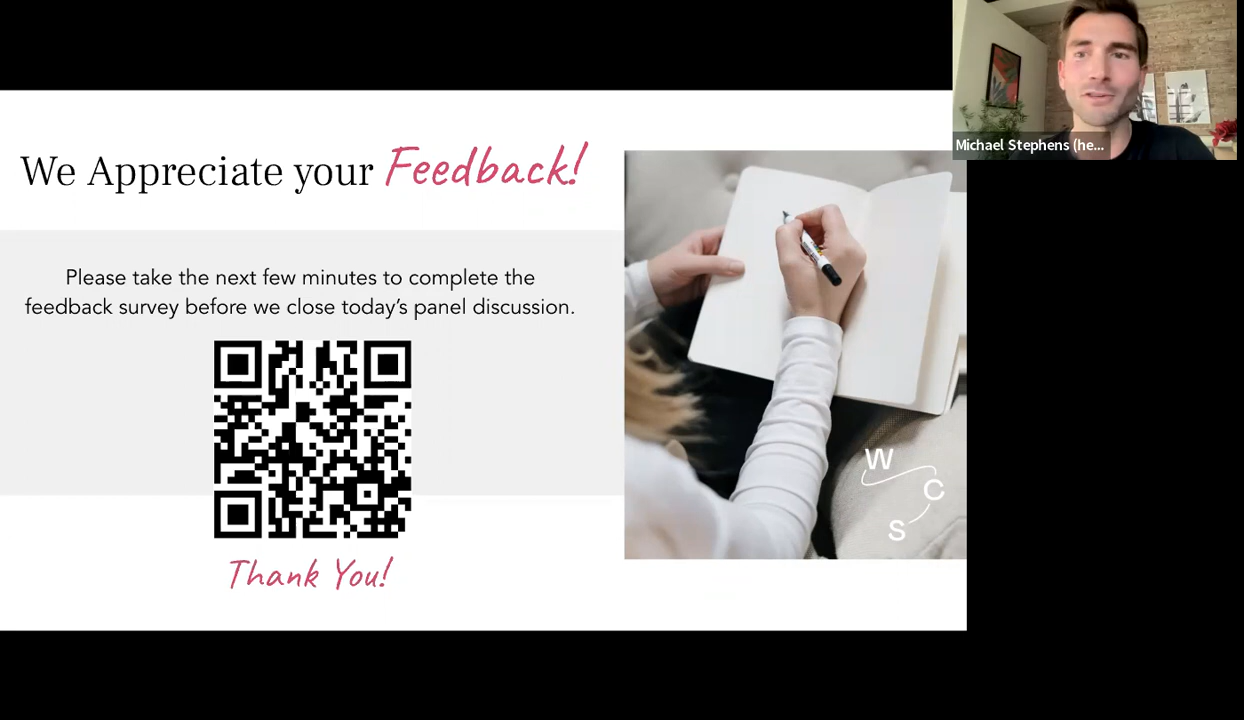 We Appreciate your Feedback!
Please take the next few minutes to complete the
feedback survey before we close today's panel discussion.
Thank You!
W
C
S
Michael Stephens (he...